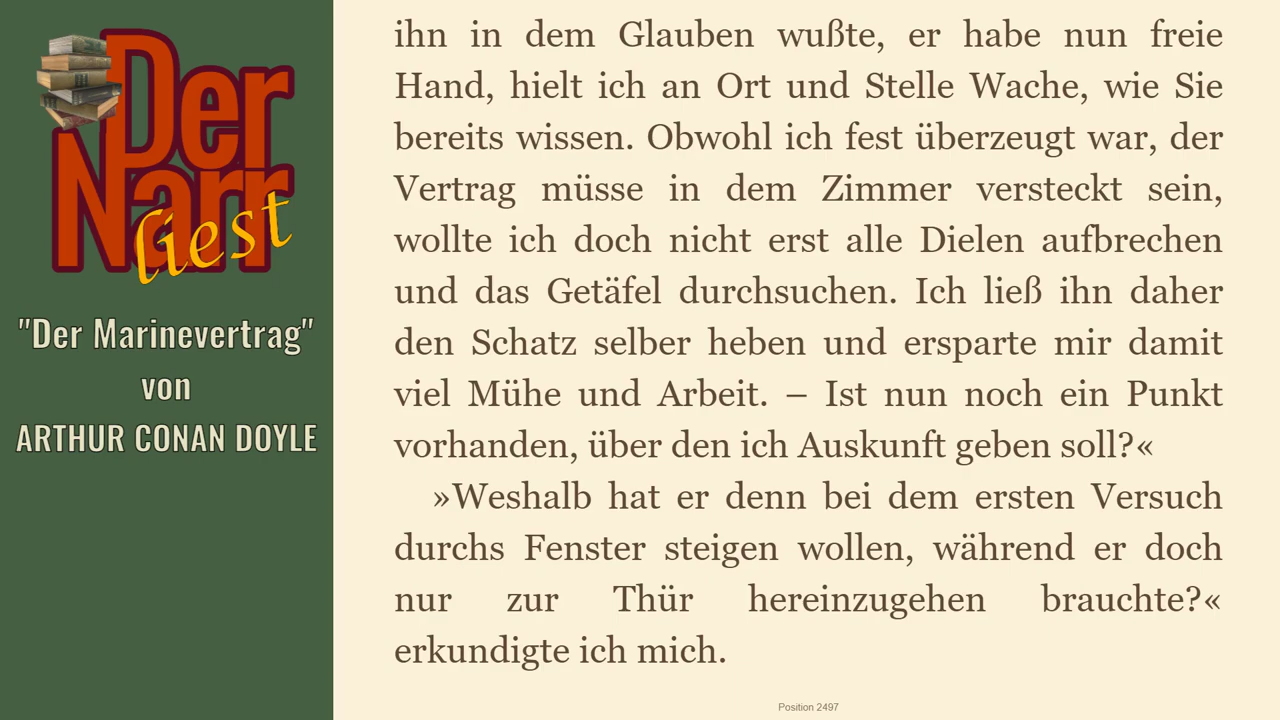 Der
Narr
liest
"Der Marinevertrag"
von
ARTHUR CONAN DOYLE
ihn in dem Glauben wußte, er habe nun freie
Hand, hielt ich an Ort und Stelle Wache, wie Sie
bereits wissen. Obwohl ich fest überzeugt war, der
Vertrag müsse in dem Zimmer versteckt sein,
wollte ich doch nicht erst alle Dielen aufbrechen
und das Getäfel durchsuchen. Ich ließ ihn daher
den Schatz selber heben und ersparte mir damit
viel Mühe und Arbeit. – Ist nun noch ein Punkt
vorhanden, über den ich Auskunft geben soll?«
»Weshalb hat er denn bei dem ersten Versuch
durchs Fenster steigen wollen, während er doch
nur zur Thür hereinzugehen brauchte?«
erkundigte ich mich.
Position 2497